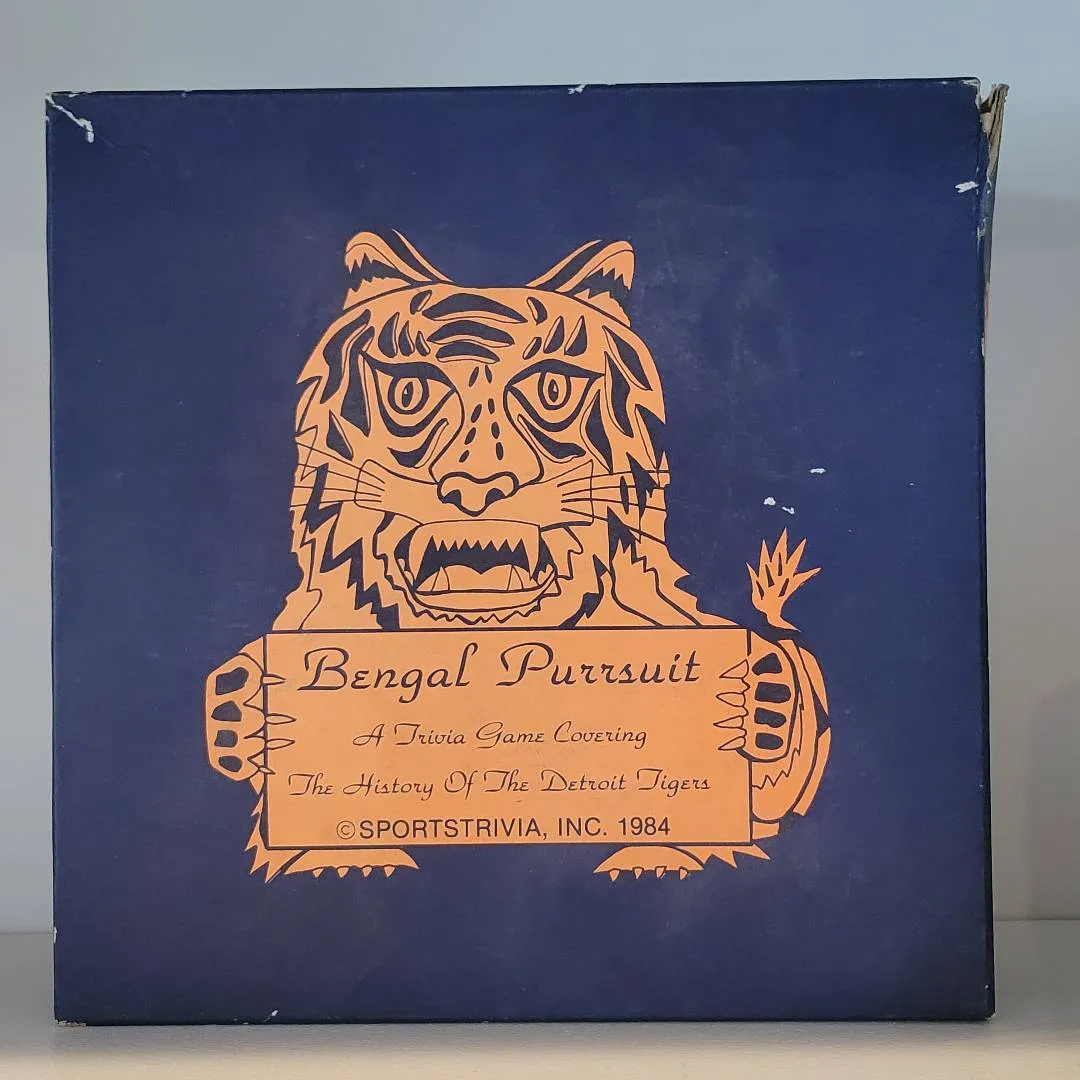 Bengal Purrsuit
A Trivia Game Covering
The History Of The Detroit Tigers
©SPORTSTRIVIA, INC. 1984